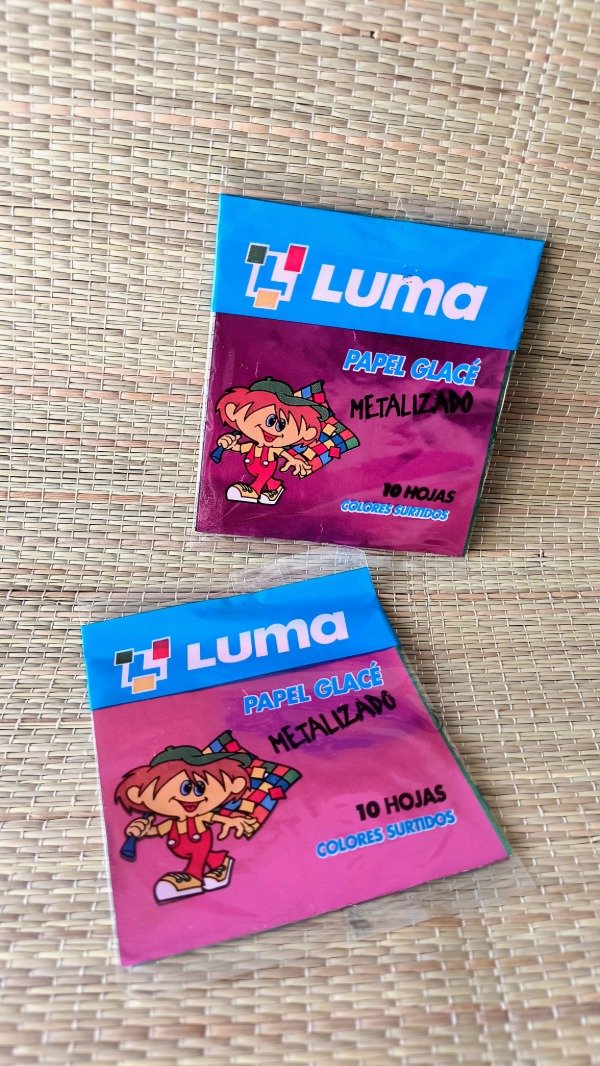 Luma
PAPEL GLACÉ
METALIZADO
10 HOJAS
COLORES SURTIDOS
Luma
PAPEL GLACÉ
METALIZADO
10 HOJAS
COLORES SURTIDOS